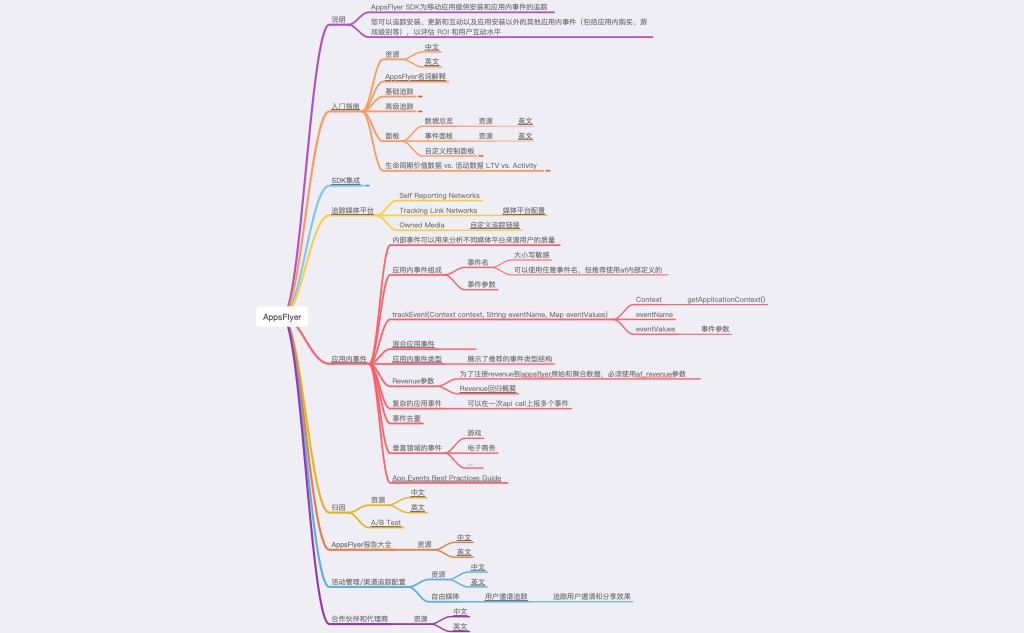 AppsFlyer
说明
AppsFlyer SDK为移动应用提供安装和应用内事件的追踪
您可以追踪安装、更新和互动以及应用安装以外的其他应用内事件（包括应用内购买、游
戏级别等），以评估 ROI 和用户互动水平
入门指南
资源
中文
英文
AppsFlyer名词解释
基础追踪
高级追踪
面板
数据总览
资源
英文
事件面板
资源
英文
自定义控制面板
生命周期价值数据 vs. 活动数据 LTV vs. Activity
SDK集成
追踪媒体平台
Self Reporting Networks
Tracking Link Networks
媒体平台配置
Owned Media
自定义追踪链接
应用内事件
内部事件可以用来分析不同媒体平台来源用户的质量
应用内事件组成
事件名
大小写敏感
可以使用任意事件名，但推荐使用af内部定义的
事件参数
trackEvent(Context context, String eventName, Map eventValues)
Context
getApplicationContext()
eventName
eventValues
事件参数
混合应用事件
应用内事件类型
展示了推荐的事件类型结构
Revenue参数
为了注册revenue到appsflyer原始和聚合数据，必须使用af_revenue参数
Revenue回归概要
复杂的应用事件
可以在一次api call上报多个事件
事件去重
垂直领域的事件
游戏
电子商务
...
App Events Best Practices Guide
归因
资源
中文
英文
A/B Test
AppsFlyer报告大全
资源
中文
英文
活动管理/渠道追踪配置
资源
中文
英文
自由媒体
用户邀请追踪
追踪用户邀请和分享效果
合作伙伴和代理商
资源
中文
英文